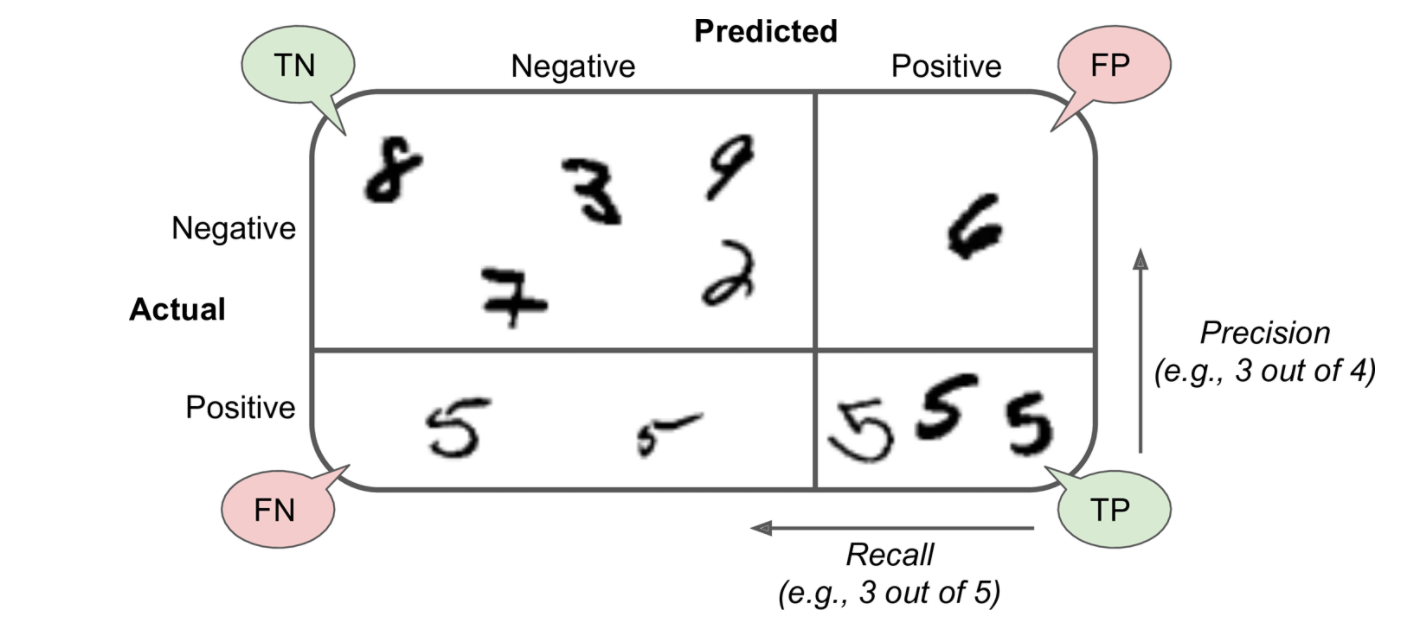 Predicted
TN
Negative
Positive
FP
8
3
9
6
Negative
7
2
Actual
Precision
(e.g., 3 out of 4)
Positive
5
5
5
5
5
FN
TP
Recall
(e.g., 3 out of 5)